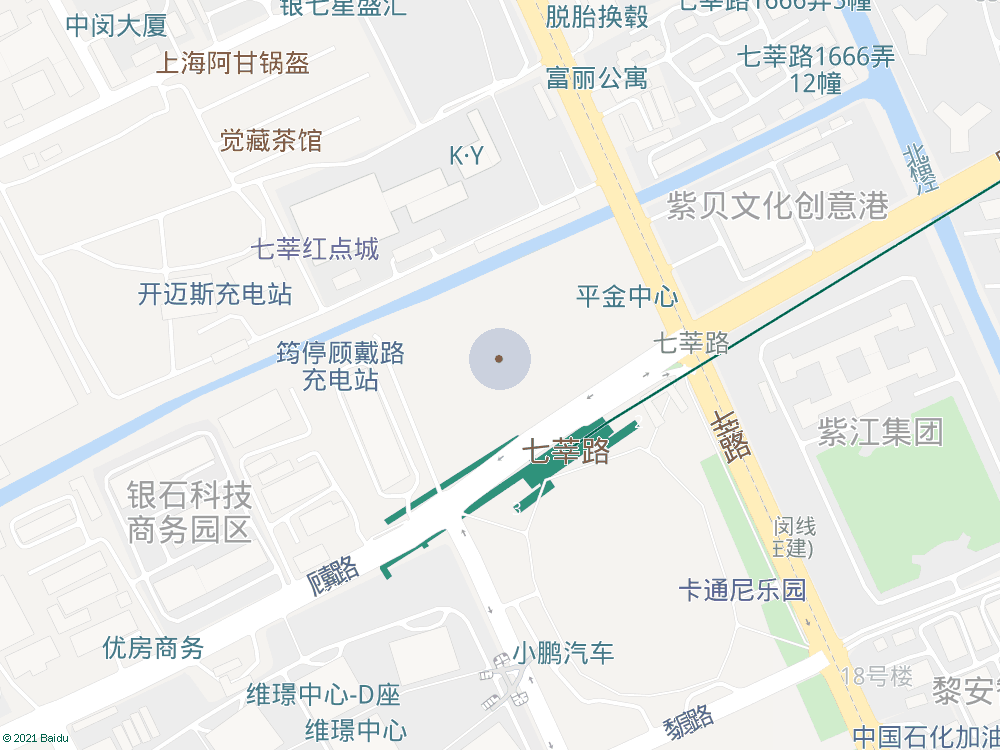 银七星盛汇
脱胎换毂
七莘路1666弄5幢
中闵大厦
上海阿甘锅盔
富丽公寓
七莘路1666弄
12幢
觉藏茶馆
K·Y
紫贝文化创意港
七莘红点城
开迈斯充电站
平金中心
筠停顾戴路
充电站
七莘路
七莘路
莘路
紫江集团
银石科技
商务园区
闵线
建)
顾戴路
卡通尼乐园
优房商务
小鹏汽车
18号楼
维璟中心-D座
黎安
维璟中心
中国石化加油
© 2021 Baidu